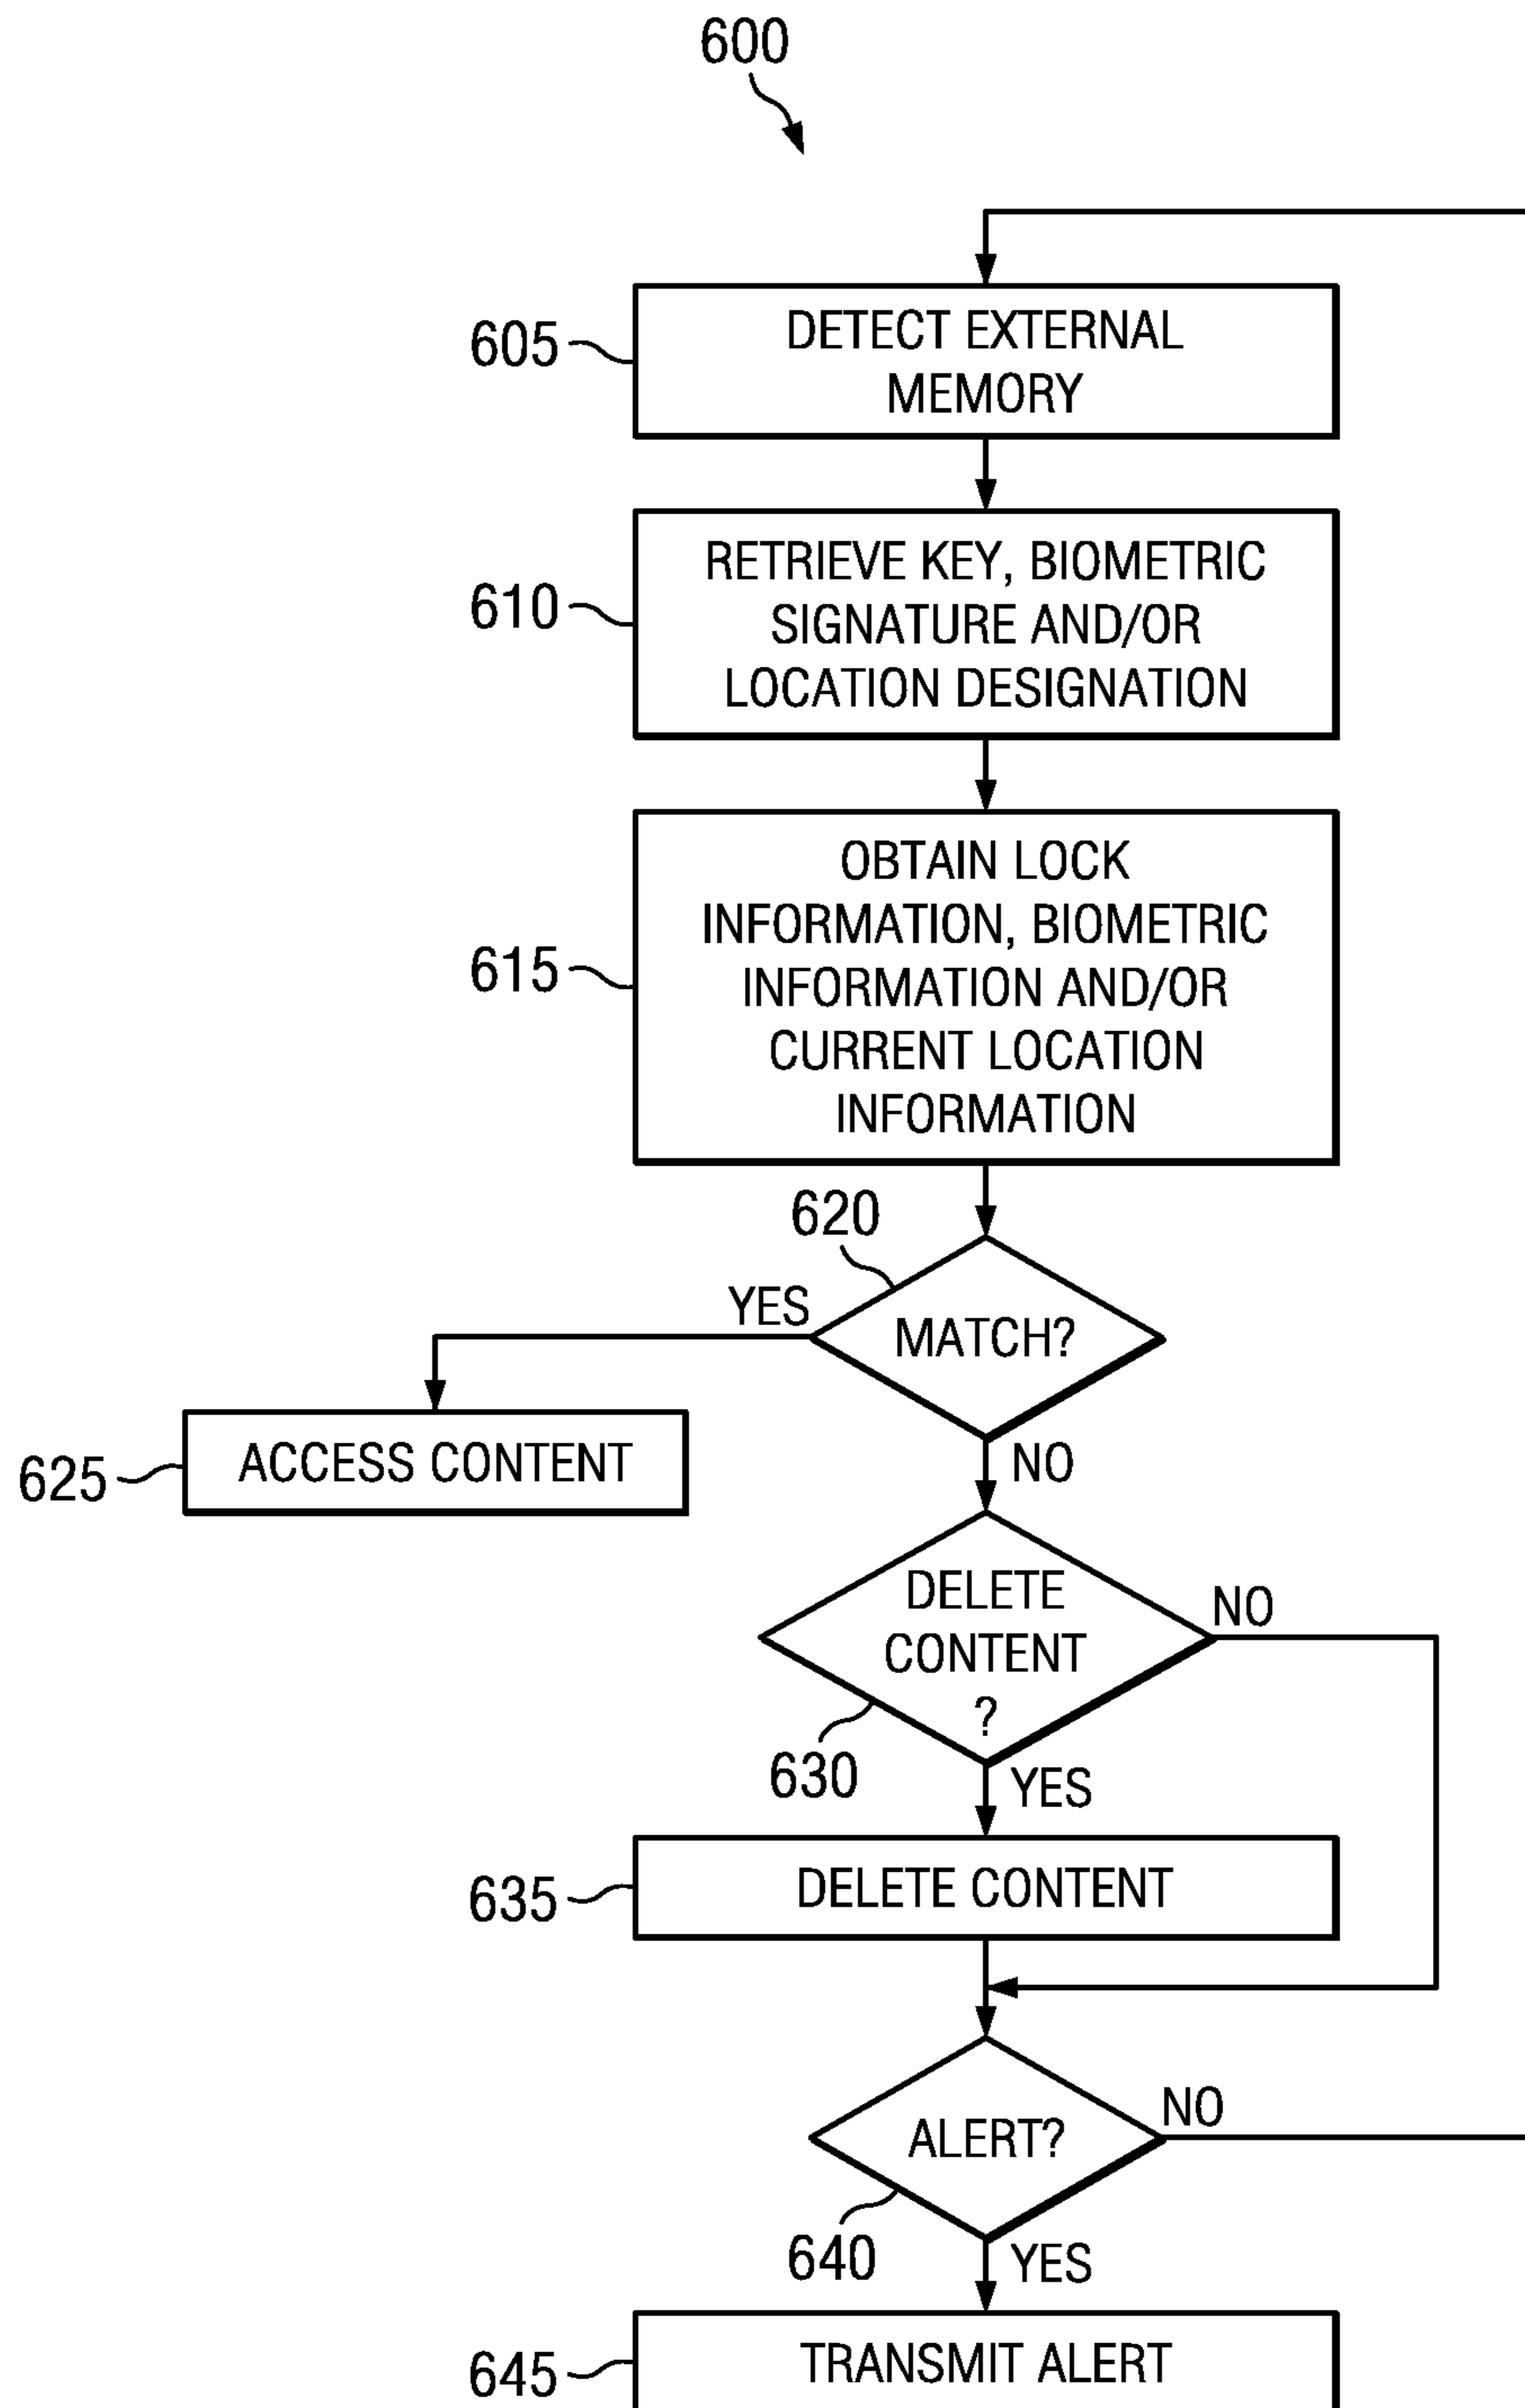 600
605
DETECT EXTERNAL
MEMORY
610
RETRIEVE KEY, BIOMETRIC
SIGNATURE AND/OR
LOCATION DESIGNATION
615
OBTAIN LOCK
INFORMATION, BIOMETRIC
INFORMATION AND/OR
CURRENT LOCATION
INFORMATION
620
YES
MATCH?
625
ACCESS CONTENT
NO
DELETE
CONTENT
?
NO
630
YES
635
DELETE CONTENT
ALERT?
NO
640
YES
645
TRANSMIT ALERT